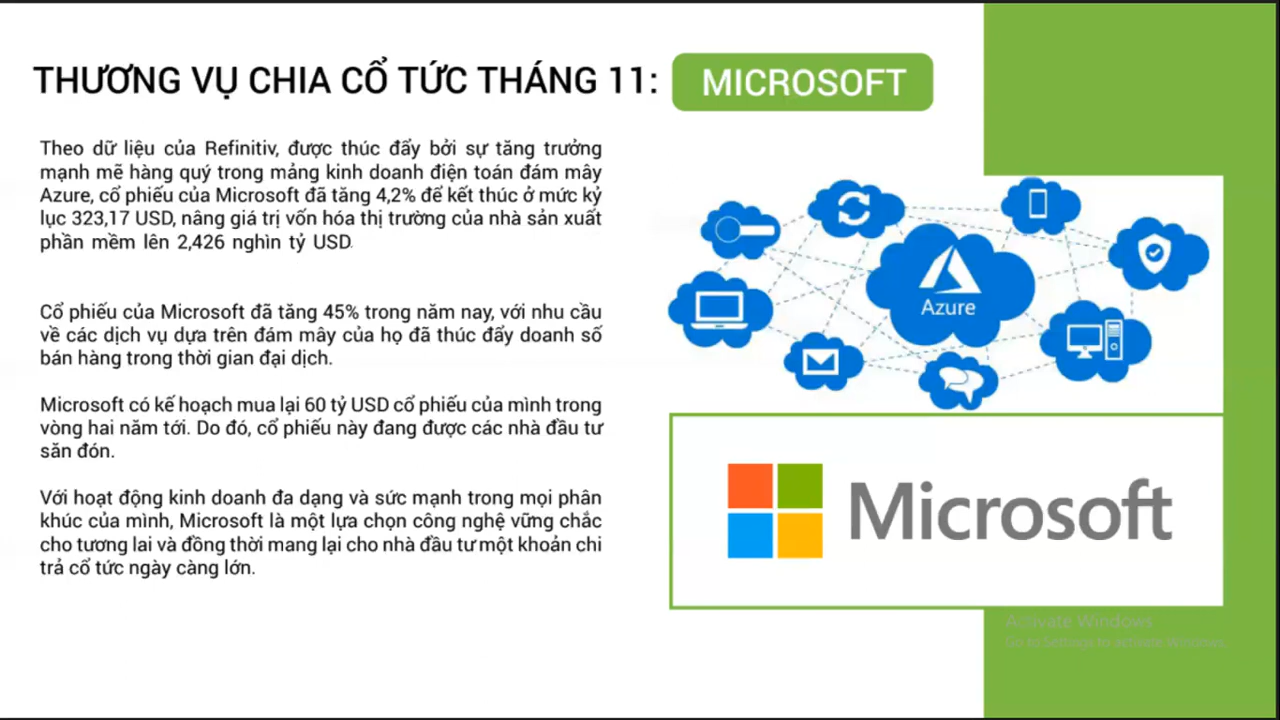 THƯƠNG VỤ CHIA CỔ TỨC THÁNG 11: MICROSOFT
Theo dữ liệu của Refinitiv, được thúc đẩy bởi sự tăng trưởng
mạnh mẽ hàng quý trong mảng kinh doanh điện toán đám mây
Azure, cổ phiếu của Microsoft đã tăng 4,2% để kết thúc ở mức kỷ
lục 323,17 USD, nâng giá trị vốn hóa thị trường của nhà sản xuất
phần mềm lên 2,426 nghìn tỷ USD.
Cổ phiếu của Microsoft đã tăng 45% trong năm nay, với nhu cầu
về các dịch vụ dựa trên đám mây của họ đã thúc đẩy doanh số
bán hàng trong thời gian đại dịch.
Microsoft có kế hoạch mua lại 60 tỷ USD cổ phiếu của mình trong
vòng hai năm tới. Do đó, cổ phiếu này đang được các nhà đầu tư
săn đón.
Với hoạt động kinh doanh đa dạng và sức mạnh trong mọi phân
khúc của mình, Microsoft là một lựa chọn công nghệ vững chắc
cho tương lai và đồng thời mang lại cho nhà đầu tư một khoản chi
trả cổ tức ngày càng lớn.
Azure
Microsoft
Activate Windows
Go to Settings to activate Windows.